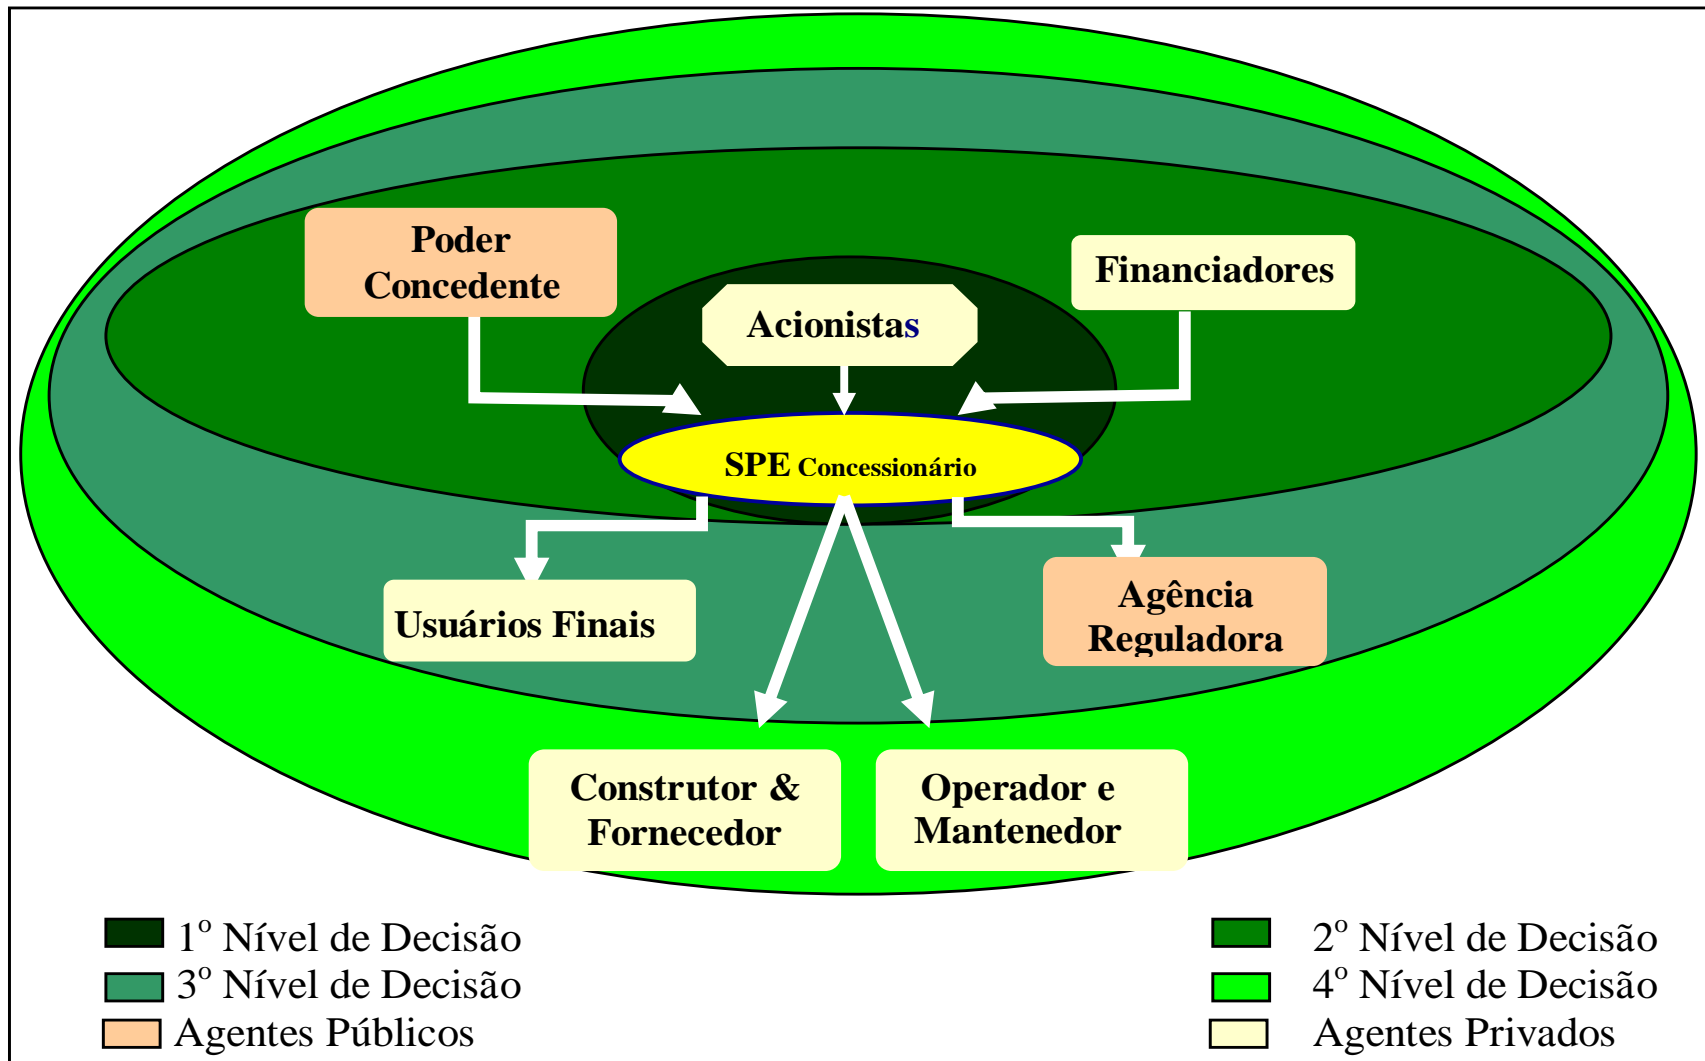 Poder
Concedente
Financiadores
Acionistas
SPE Concessionário
Usuários Finais
Agência
Reguladora
Construtor &
Fornecedor
Operador e
Mantenedor
1º Nível de Decisão
2º Nível de Decisão
3º Nível de Decisão
4º Nível de Decisão
Agentes Públicos
Agentes Privados